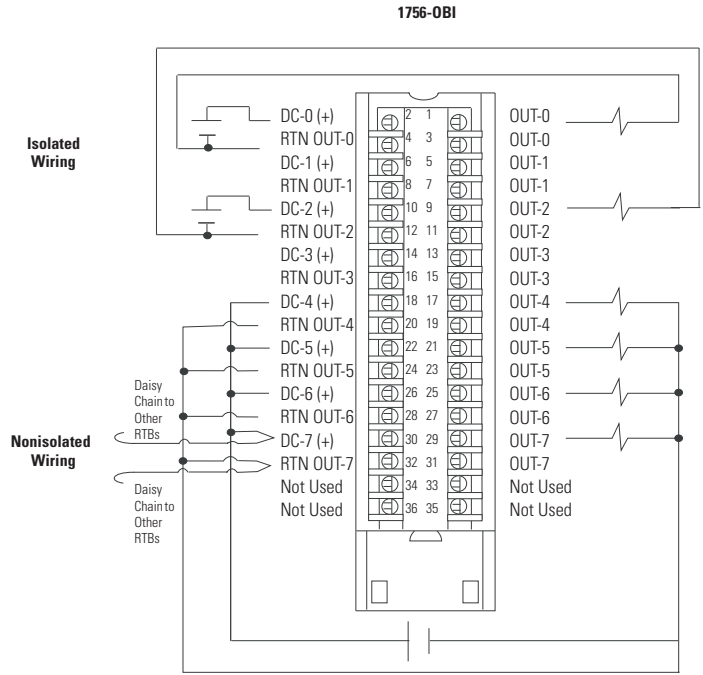 1756-OBI
Isolated
Wiring
DC-0 (+) 2 1 OUT-0
RTN OUT-0 4 3 OUT-0
DC-1 (+) 6 5 OUT-1
RTN OUT-1 8 7 OUT-1
DC-2 (+) 10 9 OUT-2
RTN OUT-2 12 11 OUT-2
DC-3 (+) 14 13 OUT-3
RTN OUT-3 16 15 OUT-3
DC-4 (+) 18 17 OUT-4
RTN OUT-4 20 19 OUT-4
DC-5 (+) 22 21 OUT-5
RTN OUT-5 24 23 OUT-5
DC-6 (+) 26 25 OUT-6
RTN OUT-6 28 27 OUT-6
DC-7 (+) 30 29 OUT-7
RTN OUT-7 32 31 OUT-7
Not Used 34 33 Not Used
Not Used 36 35 Not Used
Daisy
Chain to
Other
RTBs
Nonisolated
Wiring
Daisy
Chain to
Other
RTBs